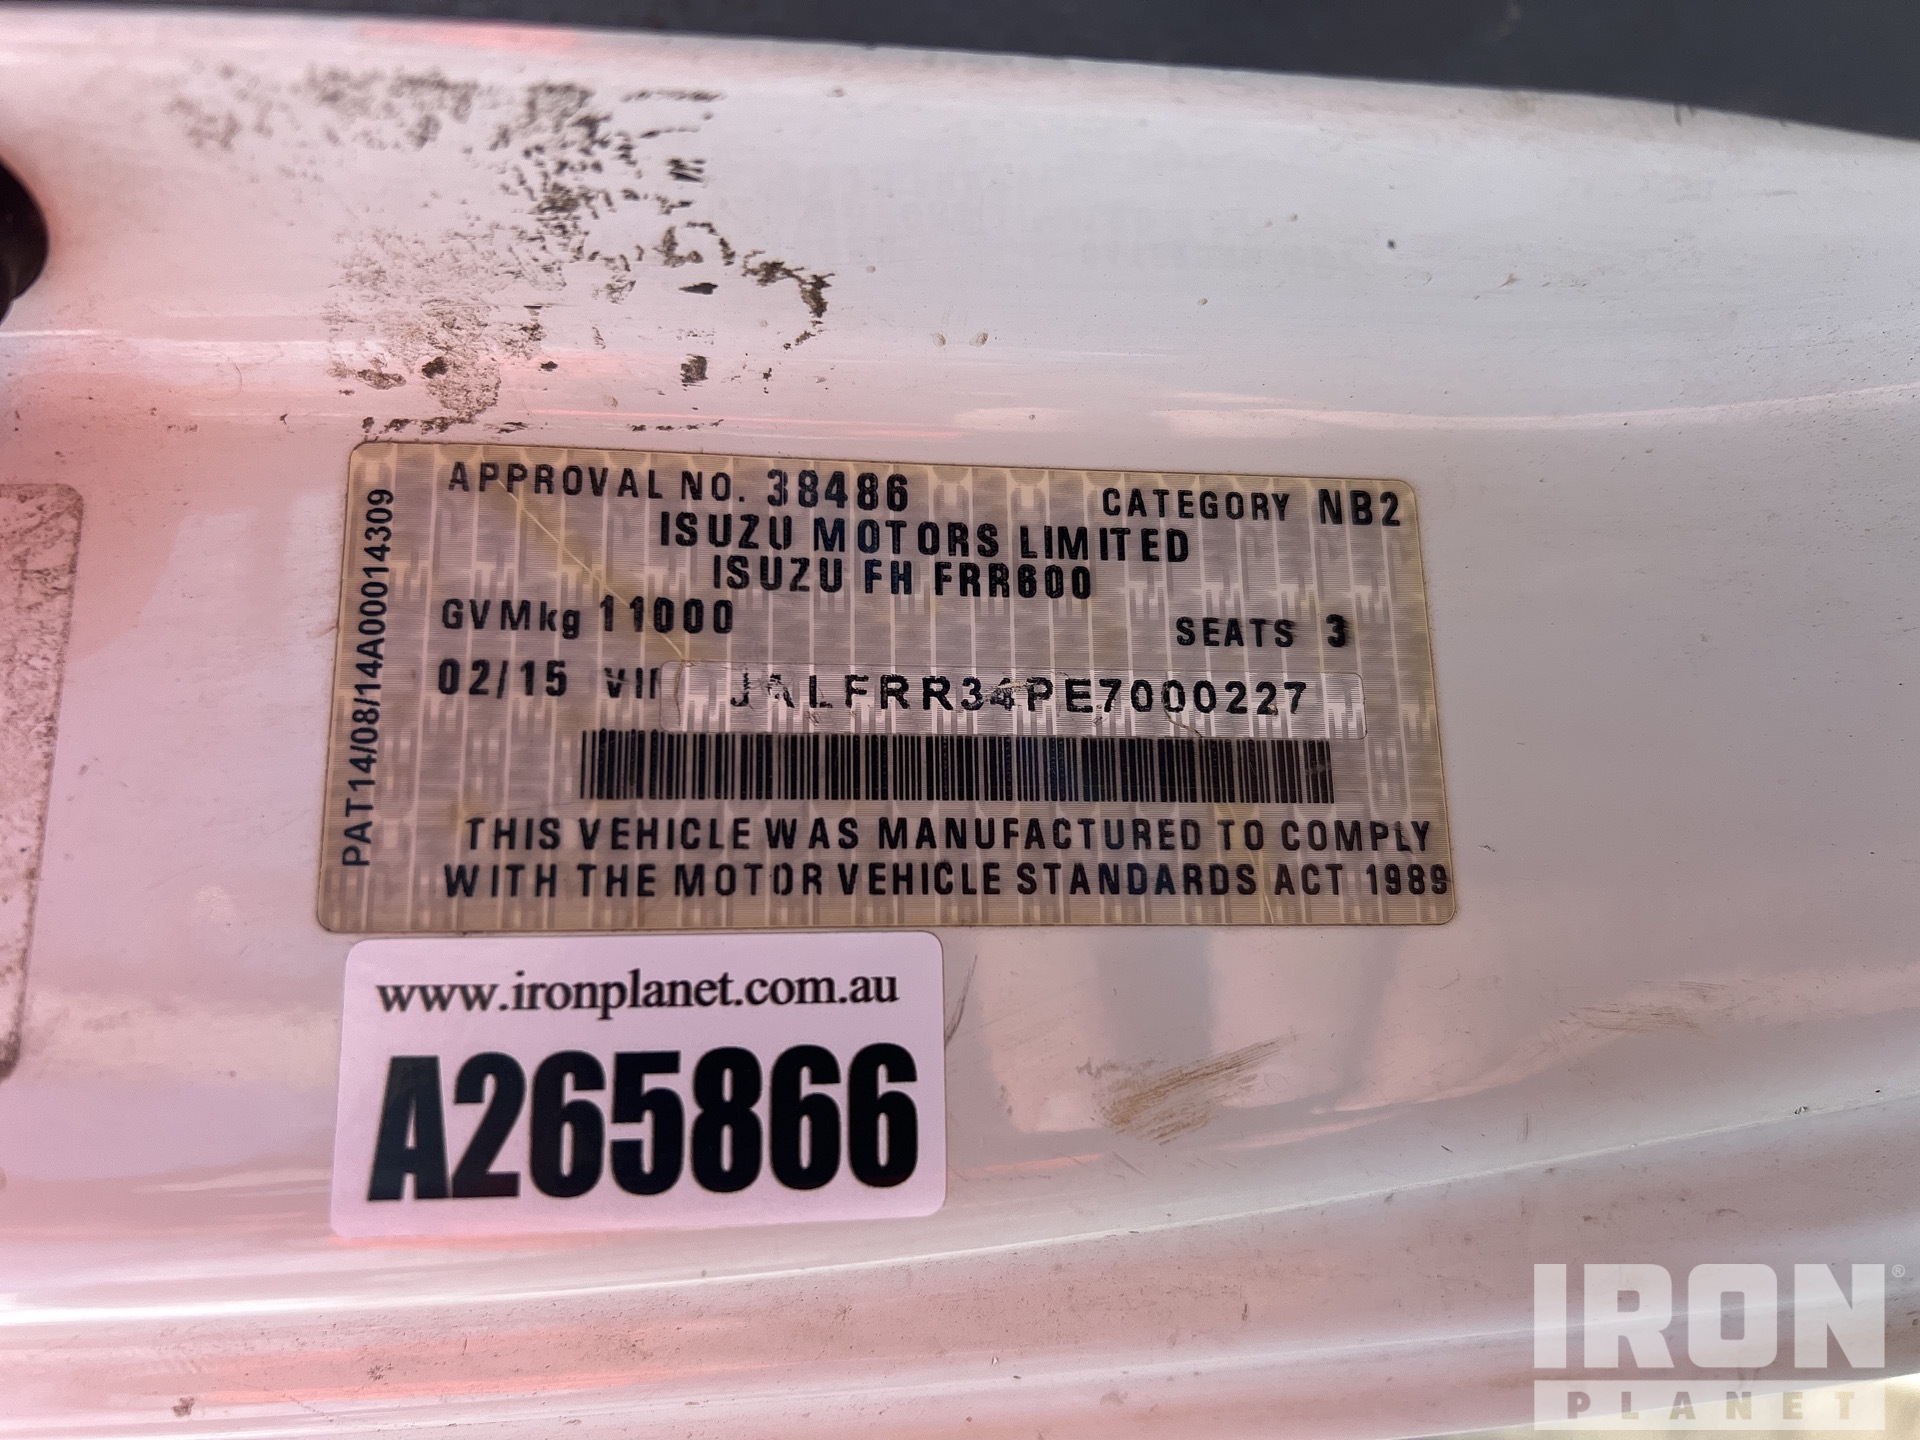 PAT14/08/14A00014309
APPROVAL NO. 38486 CATEGORY NB2
ISUZU MOTORS LIMITED
ISUZU FH FRR600
GVMkg 11000 SEATS 3
02/15 VIN JALFRR34PE7000227
THIS VEHICLE WAS MANUFACTURED TO COMPLY
WITH THE MOTOR VEHICLE STANDARDS ACT 1989
www.ironplanet.com.au
A265866
IRON®
PLANET